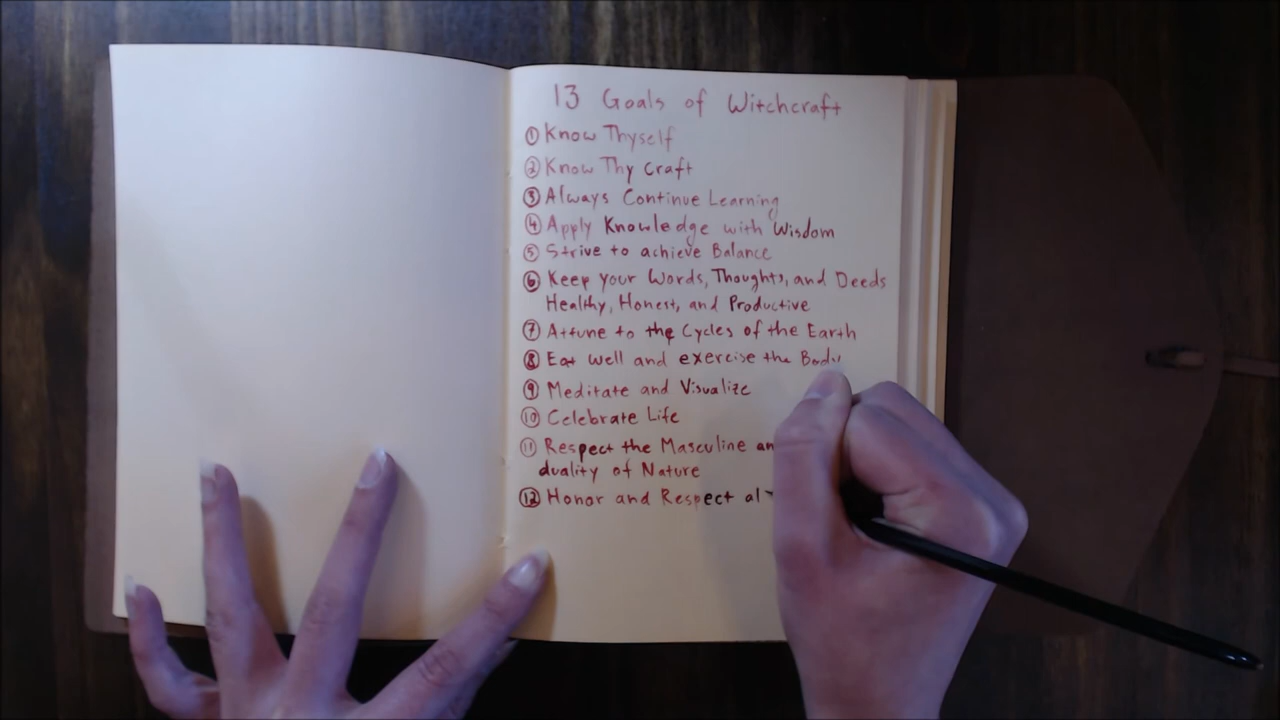 13 Goals of Witchcraft
① Know Thyself
② Know Thy Craft
③ Always Continue Learning
④ Apply Knowledge with Wisdom
⑤ Strive to achieve Balance
⑥ Keep your Words, Thoughts, and Deeds
Healthy, Honest, and Productive
⑦ Attune to the Cycles of the Earth
⑧ Eat well and exercise the Body
⑨ Meditate and Visualize
⑩ Celebrate Life
⑪ Respect the Masculine
duality of Nature
⑫ Honor and Respect